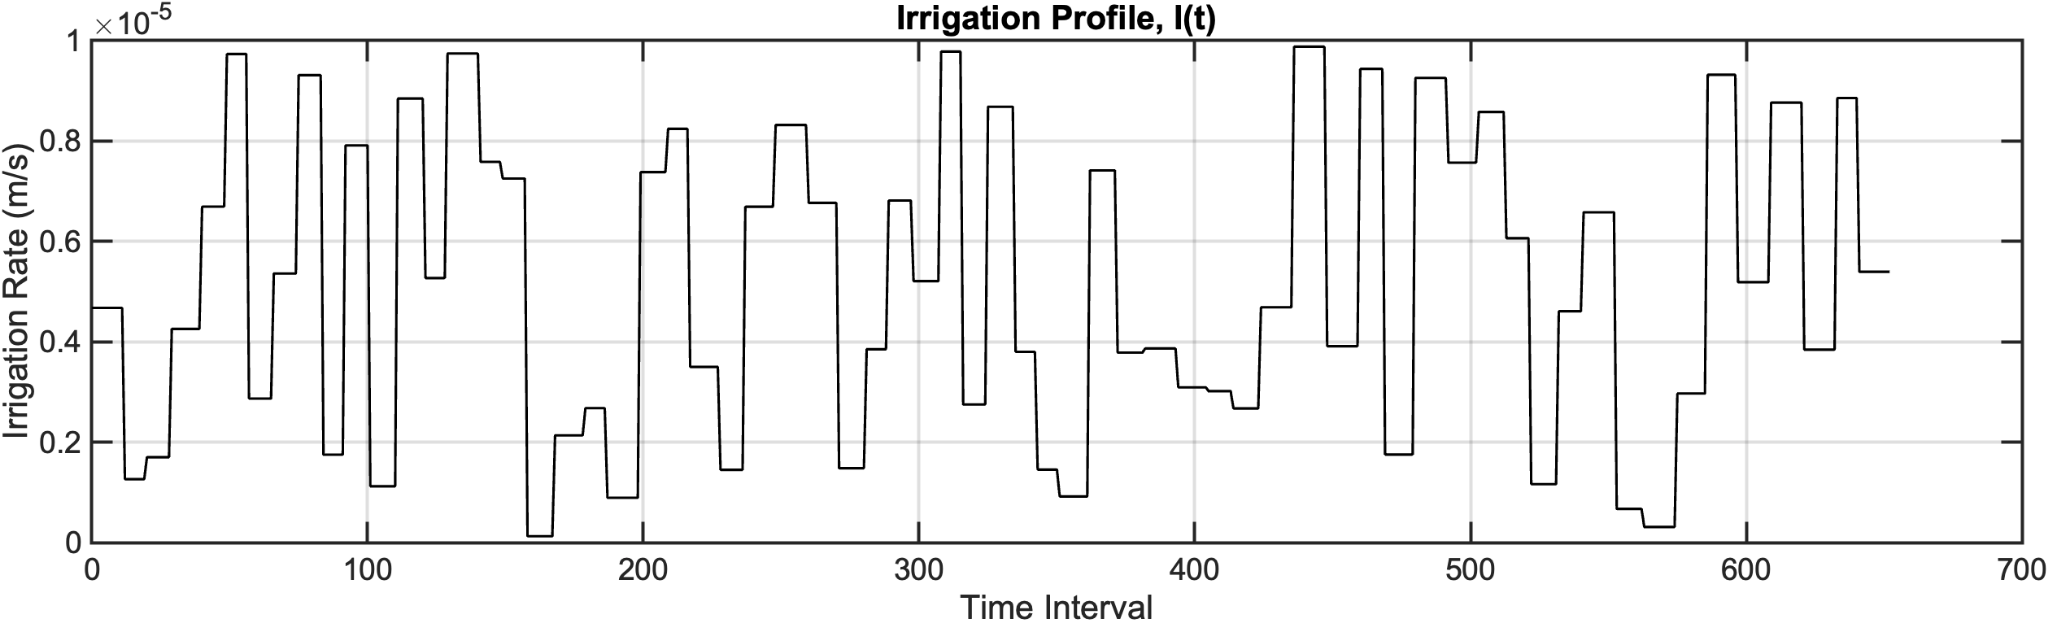 Irrigation Profile, I(t)
×10-5
1
0.8
0.6
0.4
0.2
0
Irrigation Rate (m/s)
0 100 200 300 400 500 600 700
Time Interval